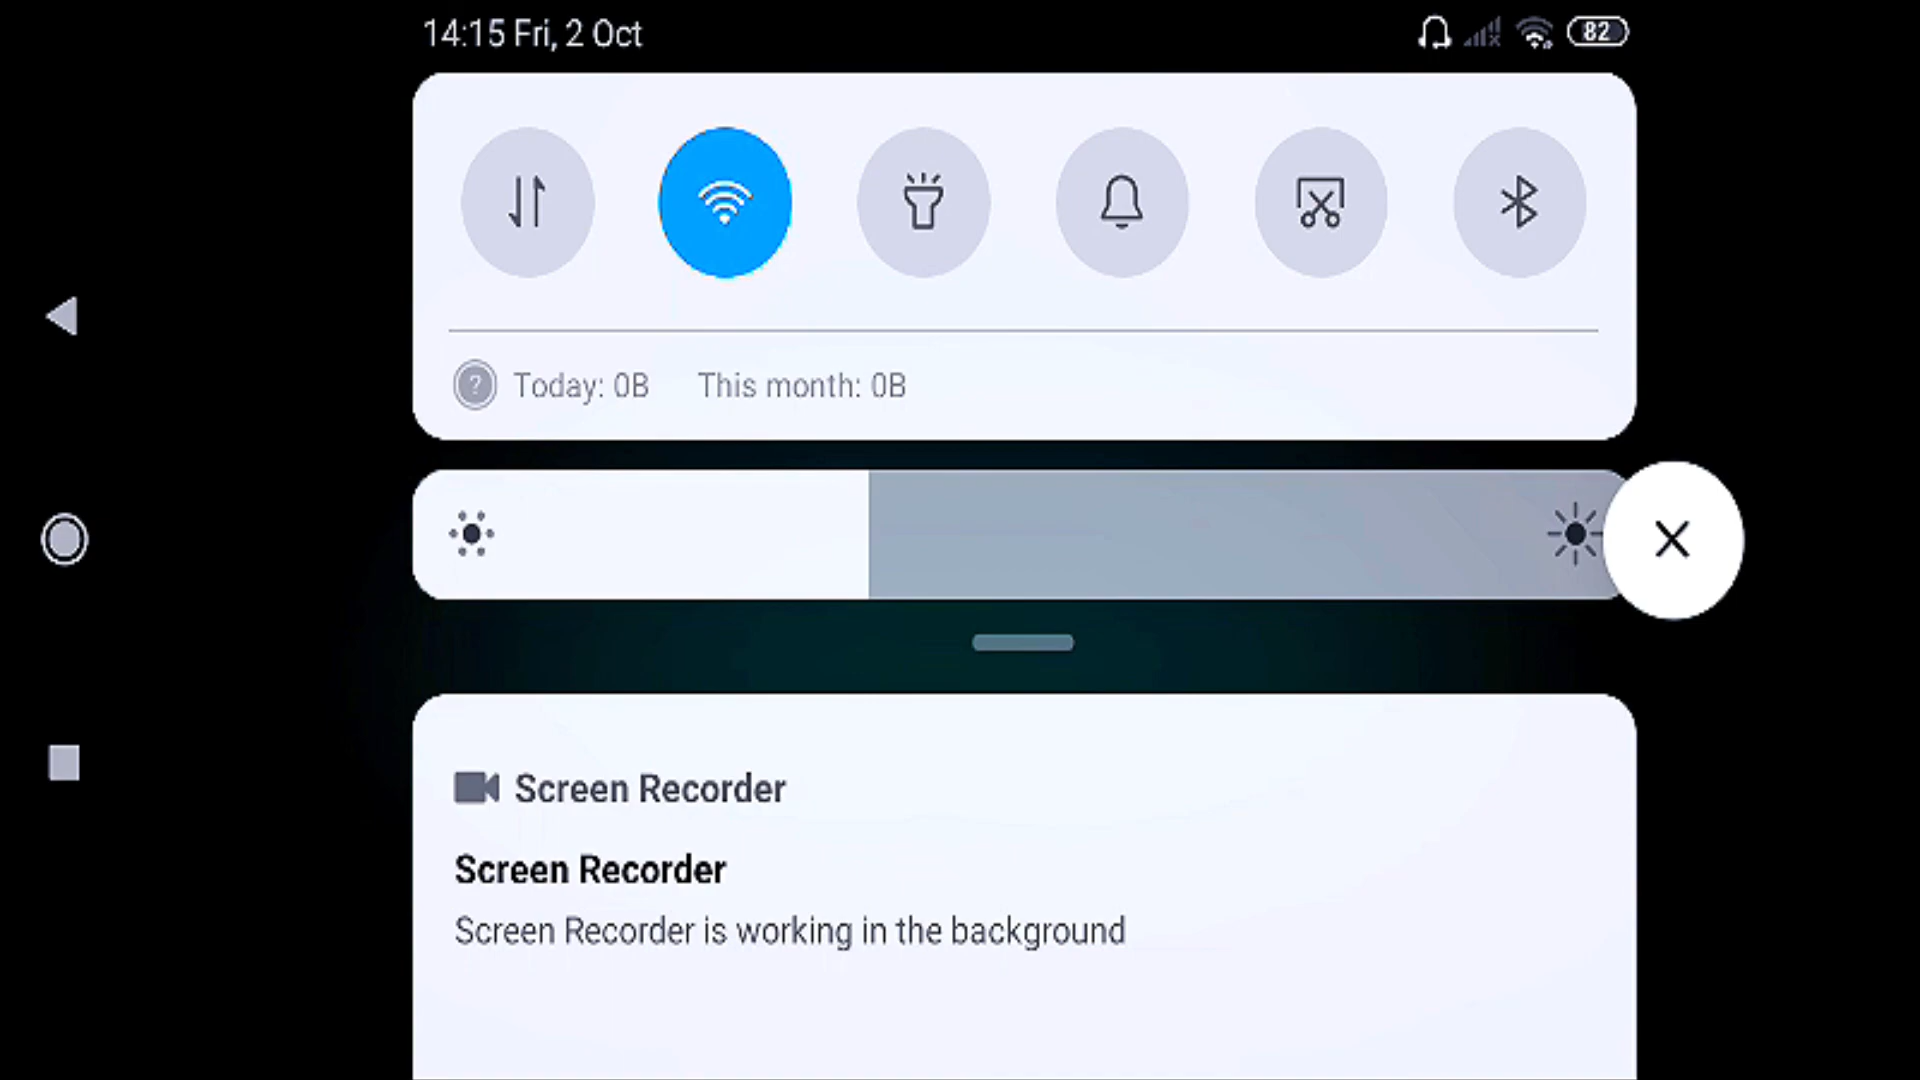 14:15 Fri, 2 Oct 82
? Today: 0B This month: 0B
Screen Recorder
Screen Recorder
Screen Recorder is working in the background